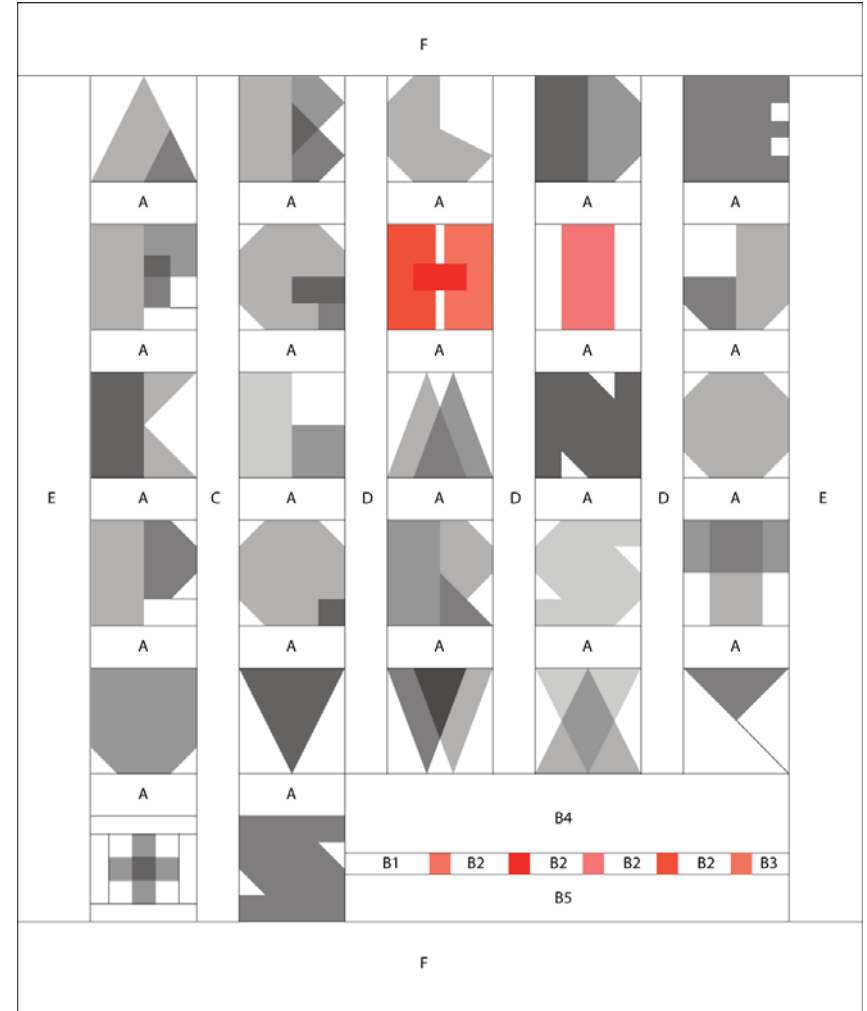 F
A B C D E
A A A A A
F G H I J
A A A A A
K L M N O
E A C A D A D A D A E
P Q R S T
A A A A A
U V W X Y
A A
B4
+ Z B1 B2 B2 B2 B2 B3
B5
F